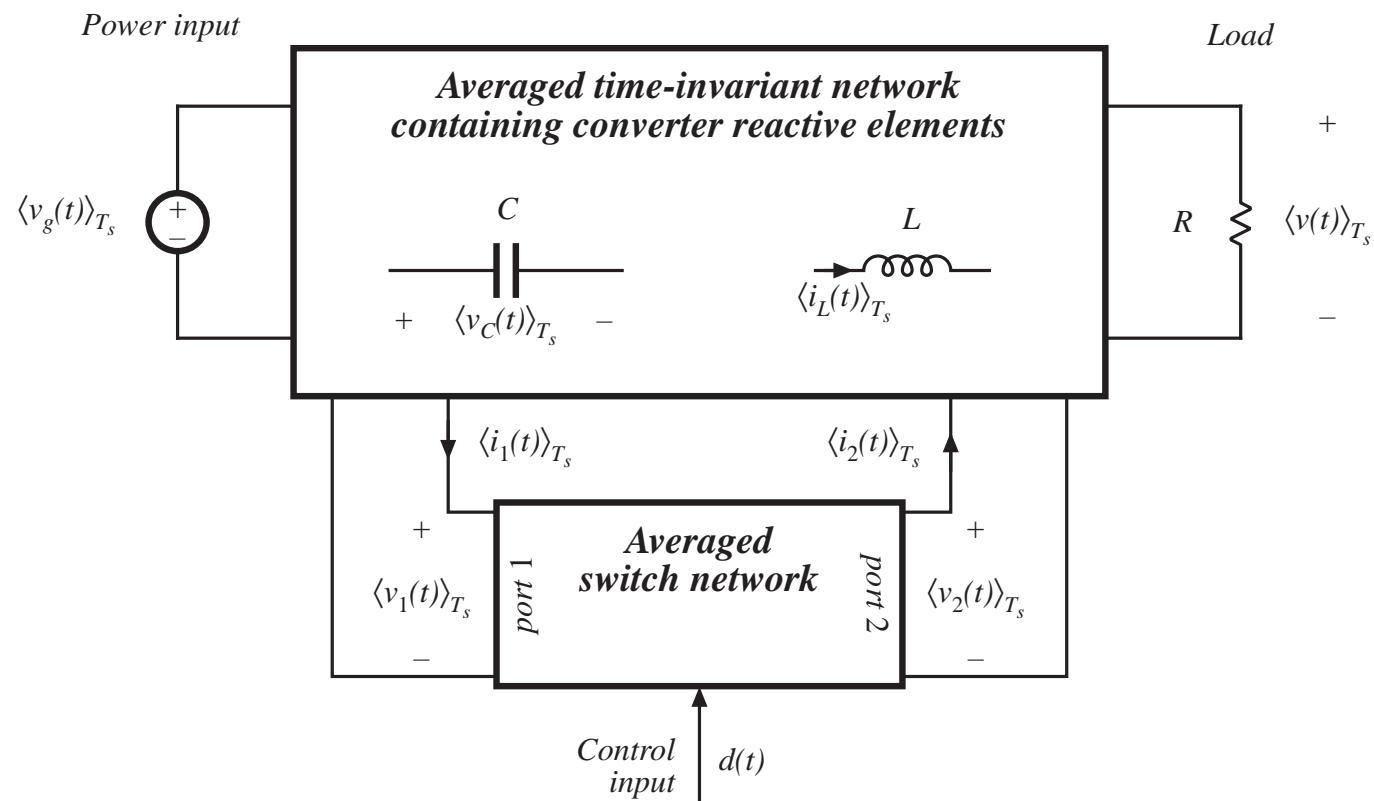 Power input
Load
Averaged time-invariant network
containing converter reactive elements
+
⟨v_g(t)⟩_{T_s}
+
–
C
L
R
⟨v(t)⟩_{T_s}
+
⟨v_C(t)⟩_{T_s}
–
⟨i_L(t)⟩_{T_s}
–
⟨i_1(t)⟩_{T_s}
⟨i_2(t)⟩_{T_s}
+
Averaged
switch network
+
port 1
port 2
⟨v_1(t)⟩_{T_s}
⟨v_2(t)⟩_{T_s}
–
–
Control
input
d(t)